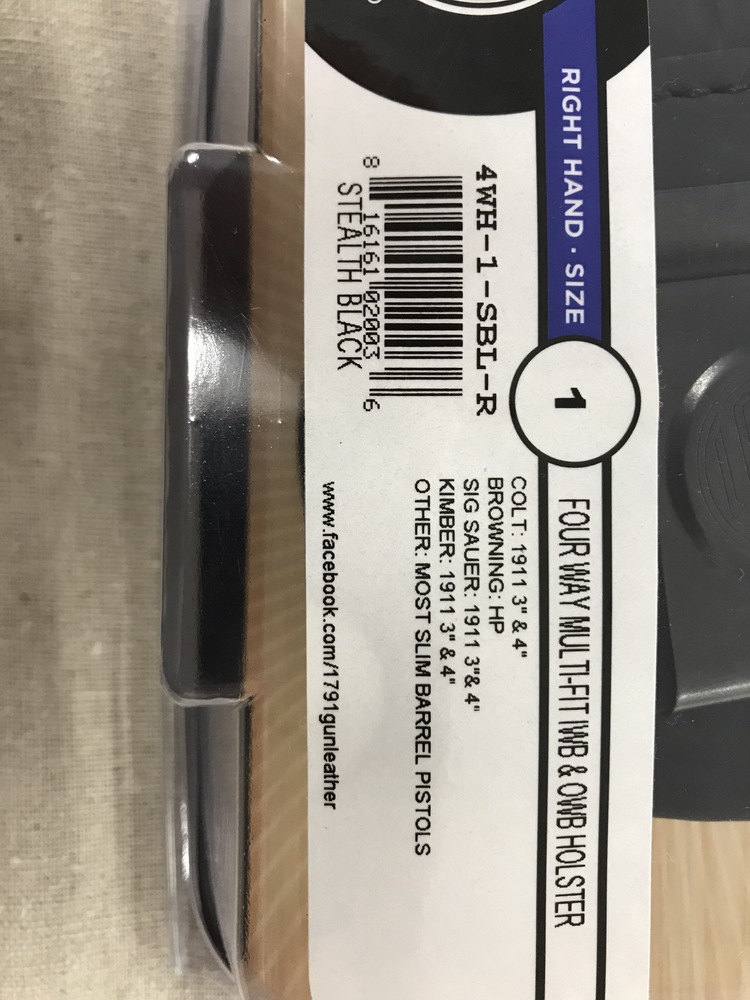 RIGHT HAND · SIZE 1 FOUR WAY MULTI-FIT IWB & OWB HOLSTER
4WH-1-SBL-R
8 16161 02003 6
STEALTH BLACK
COLT: 1911 3" & 4"
BROWNING: HP
SIG SAUER: 1911 3"& 4"
KIMBER: 1911 3" & 4"
OTHER: MOST SLIM BARREL PISTOLS
www.facebook.com/1791gunleather